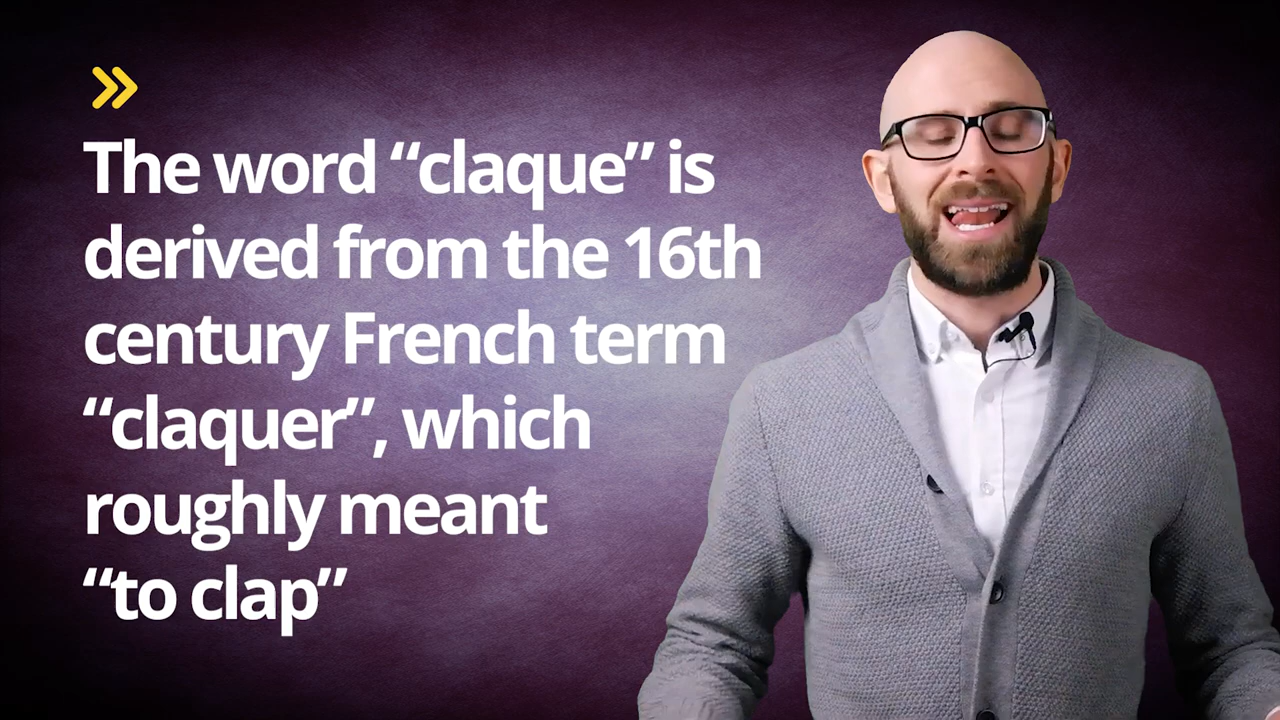 The word “claque” is
derived from the 16th
century French term
“claquer”, which
roughly meant
“to clap”